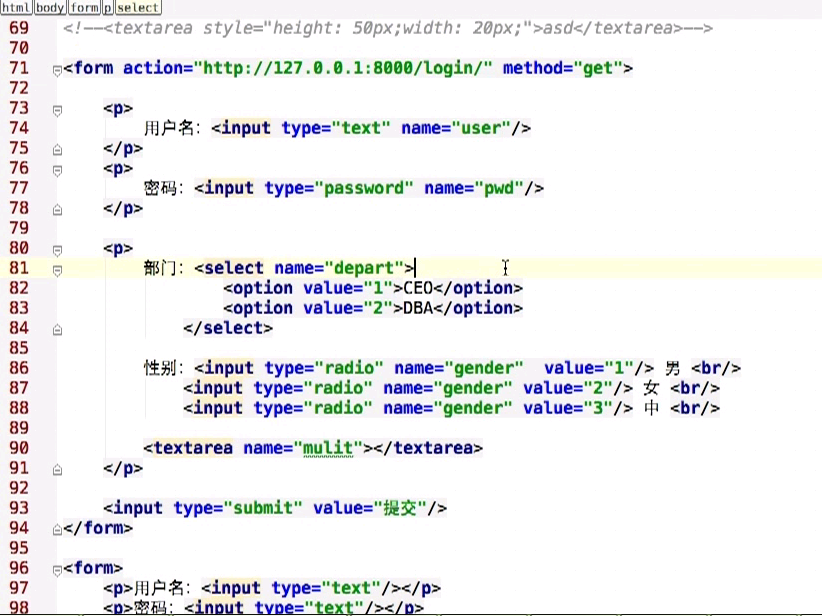 html body form p select
69 <!--<textarea style="height: 50px;width: 20px;">asd</textarea>-->
70
71 <form action="http://127.0.0.1:8000/login/" method="get">
72
73 <p>
74 用户名: <input type="text" name="user"/>
75 </p>
76 <p>
77 密码: <input type="password" name="pwd"/>
78 </p>
79
80 <p>
81 部门: <select name="depart">
82 <option value="1">CEO</option>
83 <option value="2">DBA</option>
84 </select>
85
86 性别: <input type="radio" name="gender"  value="1"/> 男 <br/>
87 <input type="radio" name="gender" value="2"/> 女 <br/>
88 <input type="radio" name="gender" value="3"/> 中 <br/>
89
90 <textarea name="mulit"></textarea>
91 </p>
92
93 <input type="submit" value="提交"/>
94 </form>
95
96 <form>
97 <p>用户名: <input type="text"/></p>
98 <p>密码: <input type="text"/></p>